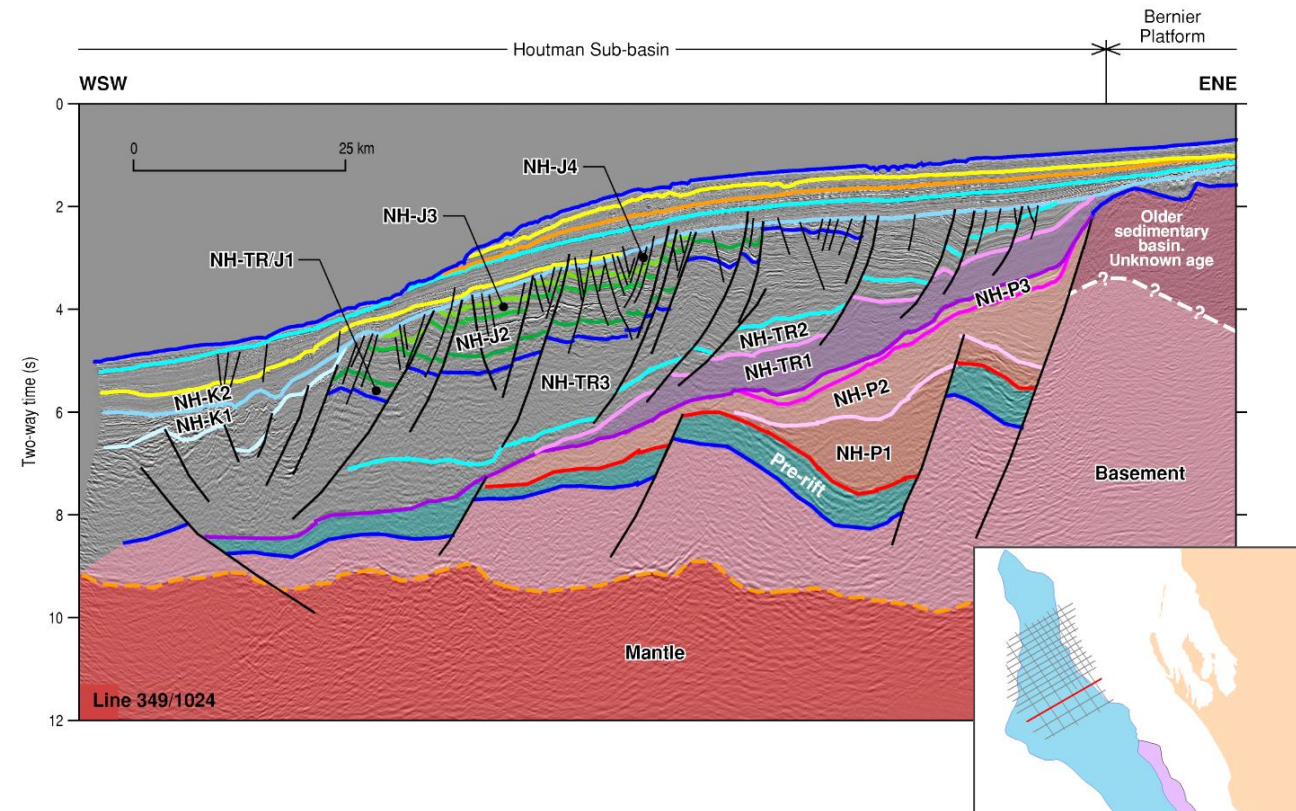 Bernier
Platform
Houtman Sub-basin
WSW
ENE
0
0
25 km
NH-J4
2
NH-J3
Older
sedimentary
basin.
Unknown age
NH-TR/J1
?
?
?
NH-P3
4
NH-J2
NH-TR2
NH-TR1
NH-TR3
NH-P2
NH-K2
NH-K1
Two-way time (s)
6
NH-P1
Pre-rift
Basement
8
10
Mantle
Line 349/1024
12